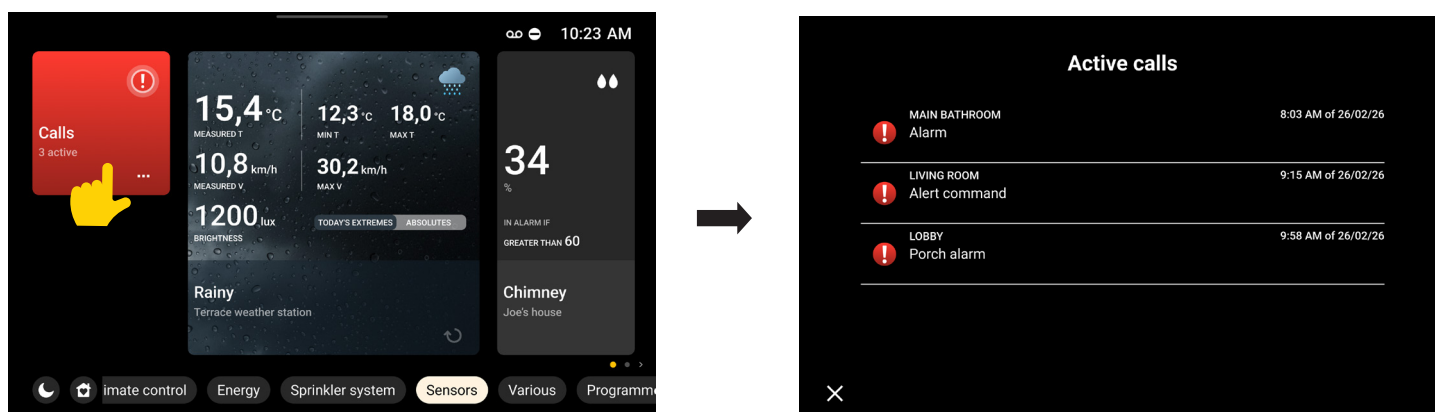 10:23 AM
Calls
3 active
...
15,4 °C
MEASURED T
12,3 °C
MIN T
18,0 °C
MAX T
10,8 km/h
MEASURED V
30,2 km/h
MAX V
1200 lux
BRIGHTNESS
TODAY'S EXTREMES ABSOLUTES
Rainy
Terrace weather station
34
%
IN ALARM IF
GREATER THAN 60
Chimney
Joe's house
imate control Energy Sprinkler system Sensors Various Programm
Active calls
MAIN BATHROOM 8:03 AM of 26/02/26
Alarm
LIVING ROOM 9:15 AM of 26/02/26
Alert command
LOBBY 9:58 AM of 26/02/26
Porch alarm